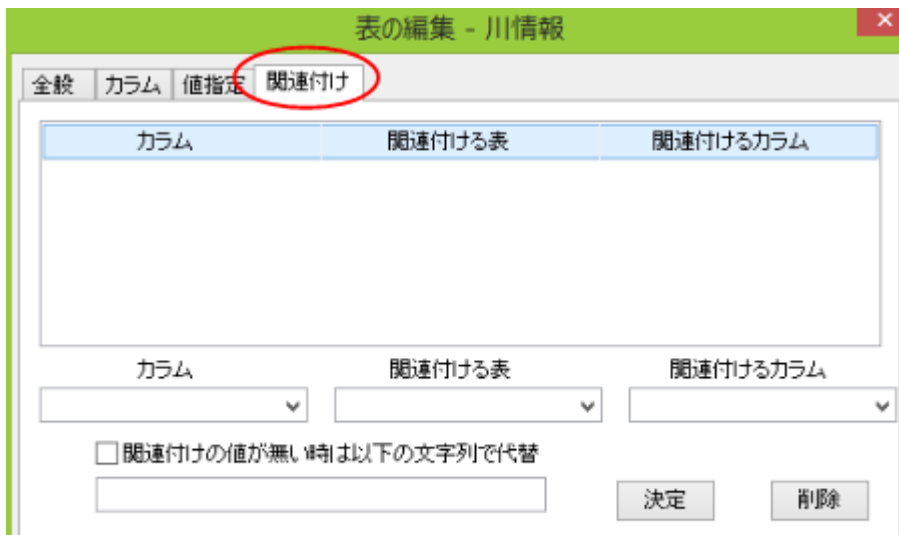 表の編集 - 川情報
全般 カラム 値指定 関連付け
カラム 関連付ける表 関連付けるカラム
カラム 関連付ける表 関連付けるカラム
関連付けの値が無い時は以下の文字列で代替
決定 削除